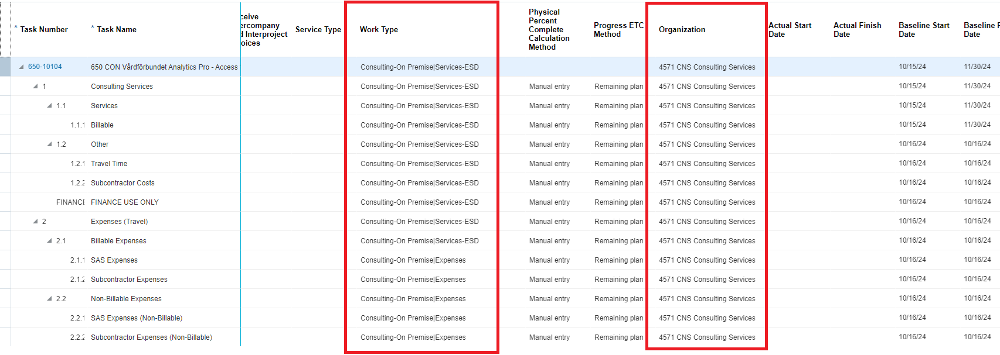 * Task Number * Task Name ceive ercompany d Interproject oices Service Type Work Type Physical Percent Complete Calculation Method Progress ETC Method Organization Actual Start Date Actual Finish Date Baseline Start Date Baseline F Date
650-10104 650 CON Vårdförbundet Analytics Pro - Access Consulting-On Premise|Services-ESD 4571 CNS Consulting Services 10/15/24 11/30/24
1 Consulting Services Consulting-On Premise|Services-ESD Manual entry Remaining plan 4571 CNS Consulting Services 10/15/24 11/30/24
1.1 Services Consulting-On Premise|Services-ESD Manual entry Remaining plan 4571 CNS Consulting Services 10/15/24 11/30/24
1.1.1 Billable Consulting-On Premise|Services-ESD Manual entry Remaining plan 4571 CNS Consulting Services 10/15/24 11/30/24
1.2 Other Consulting-On Premise|Services-ESD Manual entry Remaining plan 4571 CNS Consulting Services 10/16/24 10/16/24
1.2.1 Travel Time Consulting-On Premise|Services-ESD Manual entry Remaining plan 4571 CNS Consulting Services 10/16/24 10/16/24
1.2.2 Subcontractor Costs Consulting-On Premise|Services-ESD Manual entry Remaining plan 4571 CNS Consulting Services 10/16/24 10/16/24
FINANCE FINANCE USE ONLY Consulting-On Premise|Services-ESD Manual entry Remaining plan 4571 CNS Consulting Services 10/16/24 10/16/24
2 Expenses (Travel) Consulting-On Premise|Services-ESD Manual entry Remaining plan 4571 CNS Consulting Services 10/16/24 10/16/24
2.1 Billable Expenses Consulting-On Premise|Services-ESD Manual entry Remaining plan 4571 CNS Consulting Services 10/16/24 10/16/24
2.1.1 SAS Expenses Consulting-On Premise|Expenses Manual entry Remaining plan 4571 CNS Consulting Services 10/16/24 10/16/24
2.1.2 Subcontractor Expenses Consulting-On Premise|Expenses Manual entry Remaining plan 4571 CNS Consulting Services 10/16/24 10/16/24
2.2 Non-Billable Expenses Consulting-On Premise|Expenses Manual entry Remaining plan 4571 CNS Consulting Services 10/16/24 10/16/24
2.2.1 SAS Expenses (Non-Billable) Consulting-On Premise|Expenses Manual entry Remaining plan 4571 CNS Consulting Services 10/16/24 10/16/24
2.2.2 Subcontractor Expenses (Non-Billable) Consulting-On Premise|Expenses Manual entry Remaining plan 4571 CNS Consulting Services 10/16/24 10/16/24